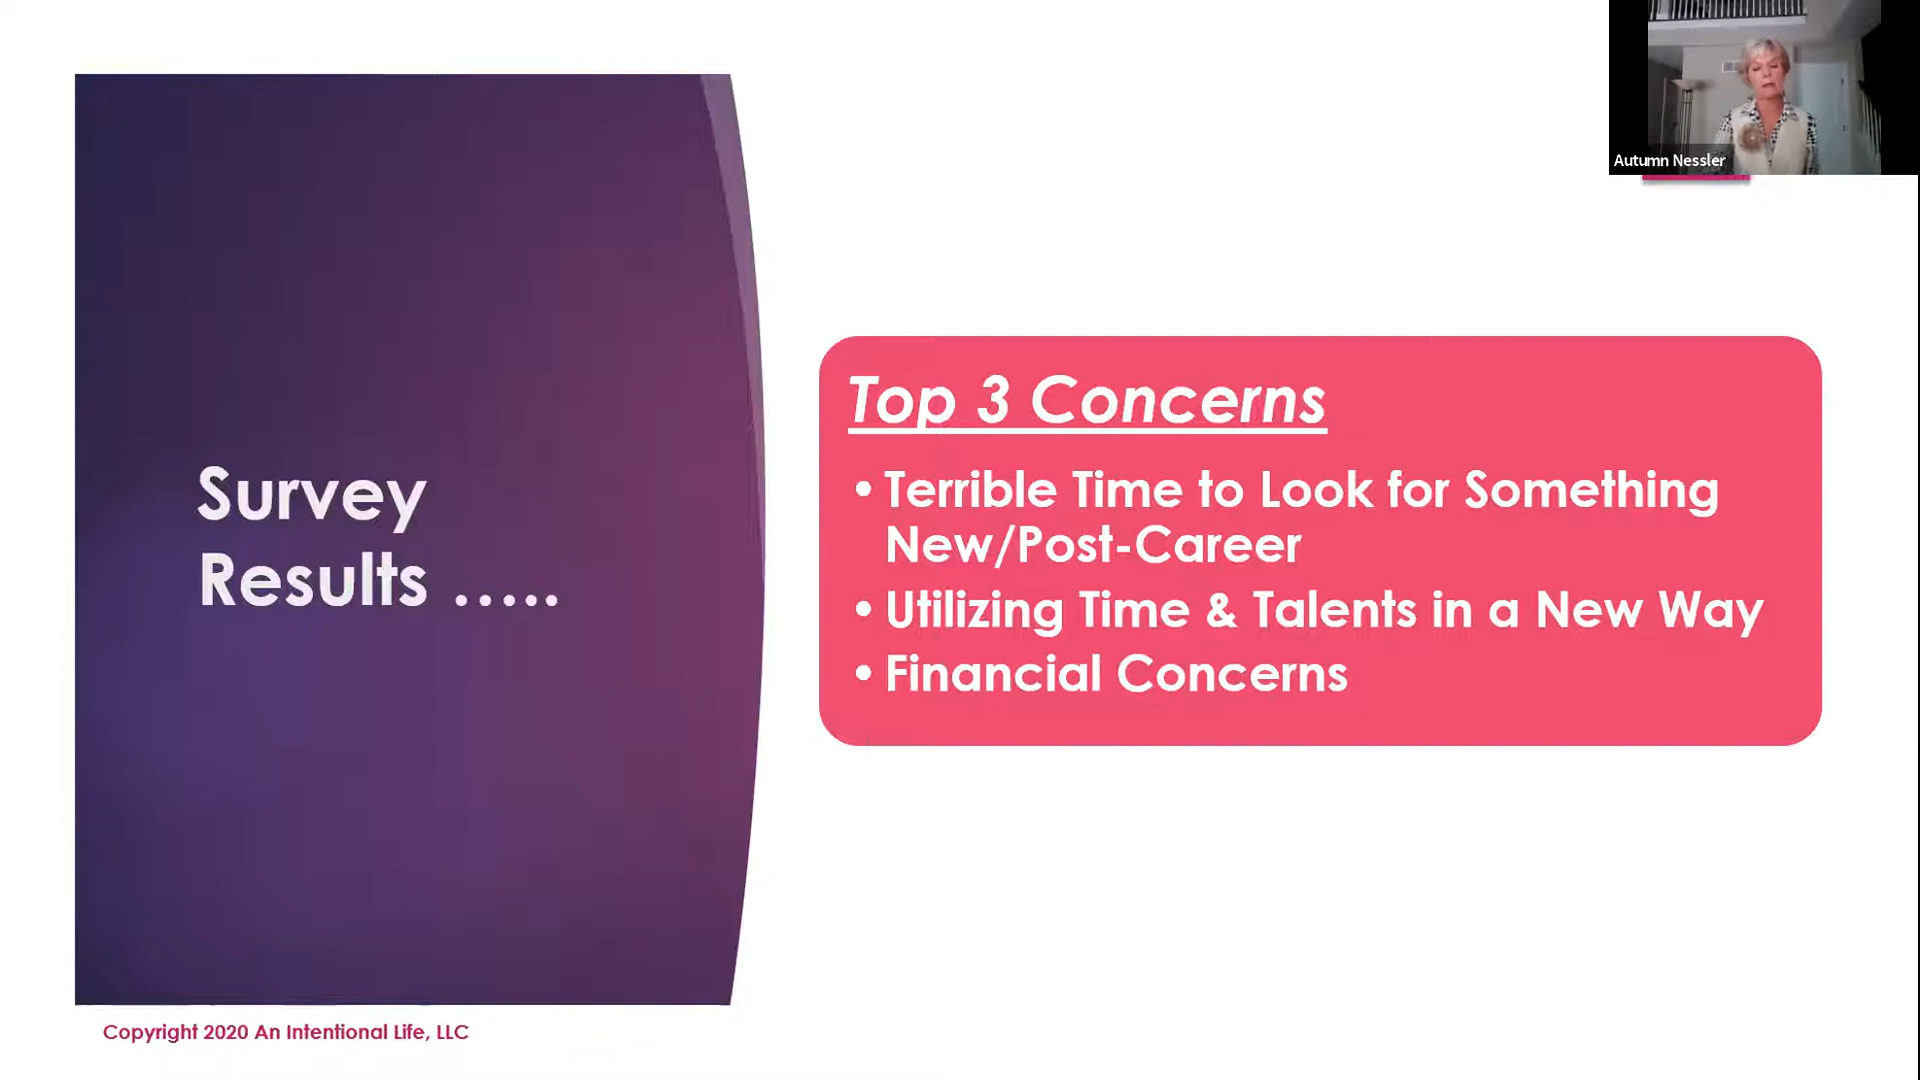 Autumn Nessler
Survey
Results .....
Top 3 Concerns
• Terrible Time to Look for Something
New/Post-Career
• Utilizing Time & Talents in a New Way
• Financial Concerns
Copyright 2020 An Intentional Life, LLC